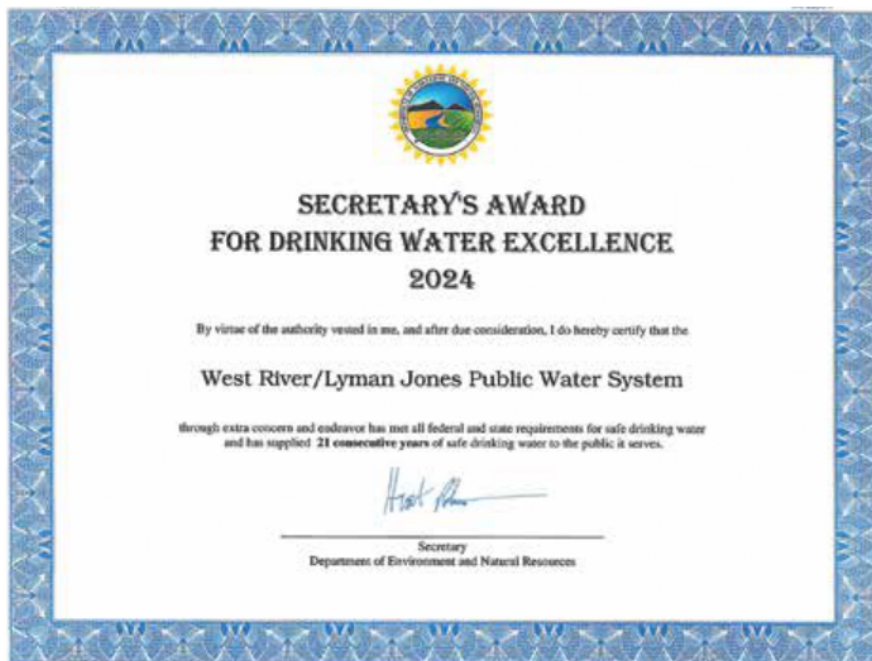 SECRETARY'S AWARD
FOR DRINKING WATER EXCELLENCE
2024
By virtue of the authority vested in me, and after due consideration, I do hereby certify that the
West River/Lyman Jones Public Water System
through extra concern and endeavor has met all federal and state requirements for safe drinking water
and has supplied 21 consecutive years of safe drinking water to the public it serves.
Secretary
Department of Environment and Natural Resources